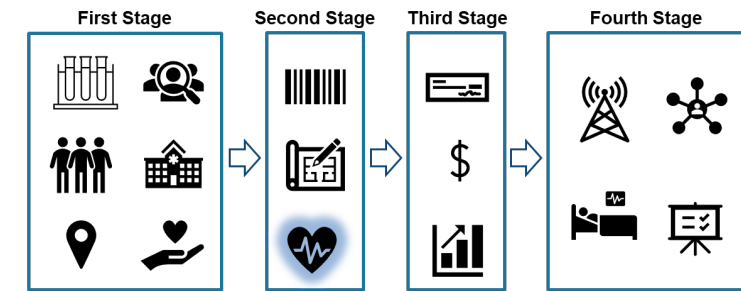 First Stage
Second Stage
Third Stage
Fourth Stage
$